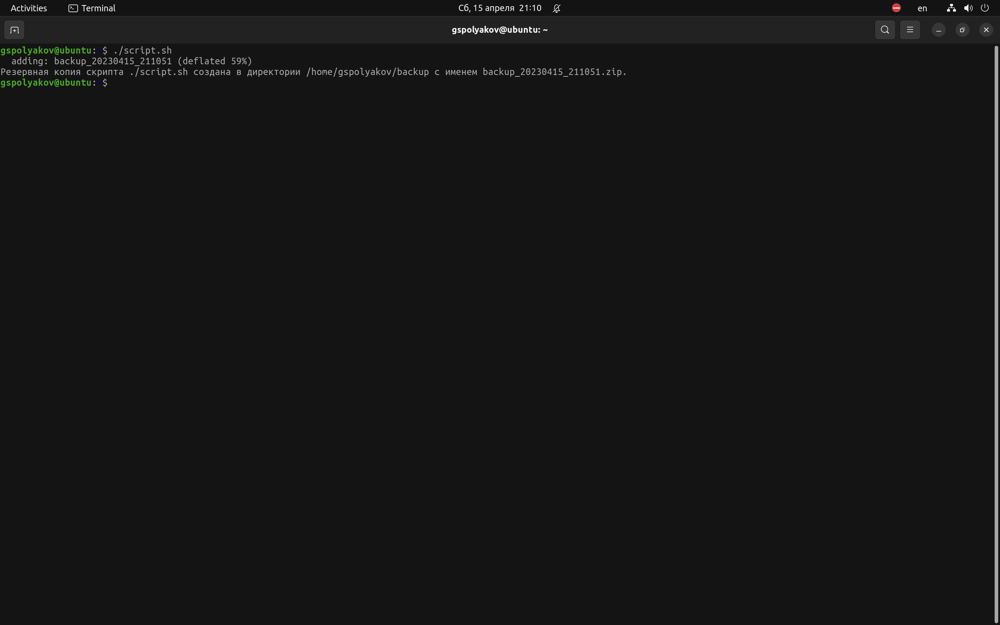 Activities Terminal Сб, 15 апреля 21:10 en
gspolyakov@ubuntu: ~
gspolyakov@ubuntu:~$ ./script.sh
adding: backup_20230415_211051 (deflated 59%)
Резервная копия скрипта ./script.sh создана в директории /home/gspolyakov/backup с именем backup_20230415_211051.zip.
gspolyakov@ubuntu:~$